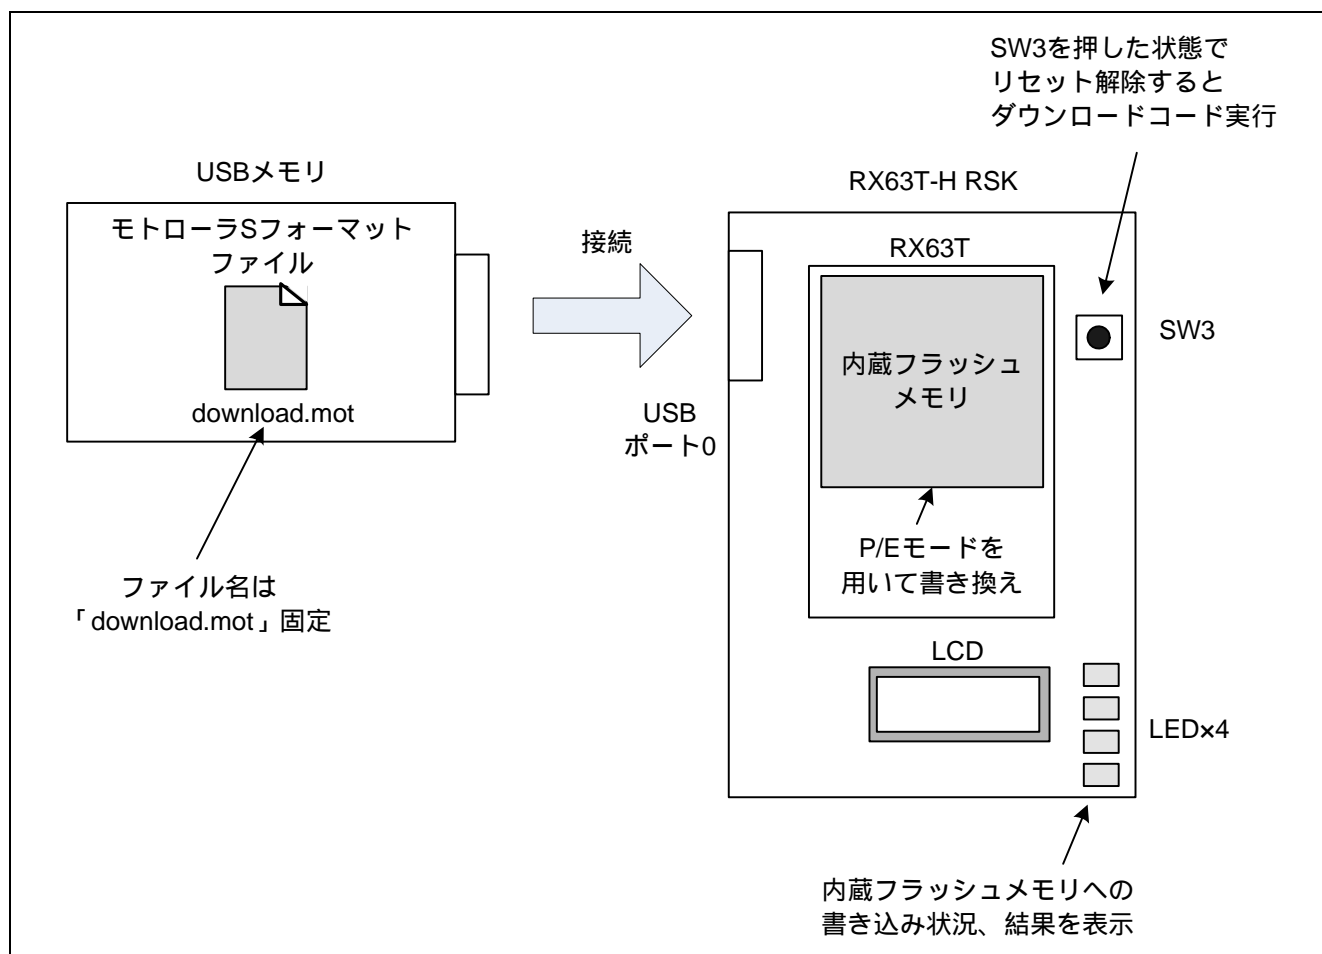 SW3を押した状態で
リセット解除すると
ダウンロードコード実行
USBメモリ
RX63T-H RSK
モトローラSフォーマット
ファイル
接続
RX63T
SW3
内蔵フラッシュ
メモリ
download.mot
USB
ポート0
P/Eモードを
用いて書き換え
ファイル名は
「download.mot」固定
LCD
LED×4
内蔵フラッシュメモリへの
書き込み状況、結果を表示